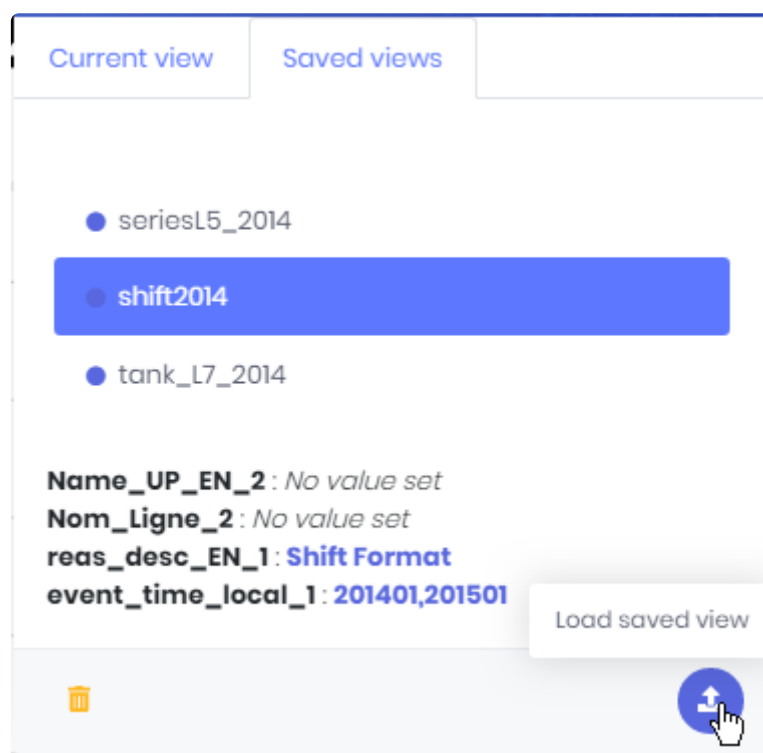 Current view
Saved views
seriesL5_2014
shift2014
tank_L7_2014
Name_UP_EN_2 : No value set
Nom_Ligne_2 : No value set
reas_desc_EN_1 : Shift Format
event_time_local_1 : 201401,201501
Load saved view